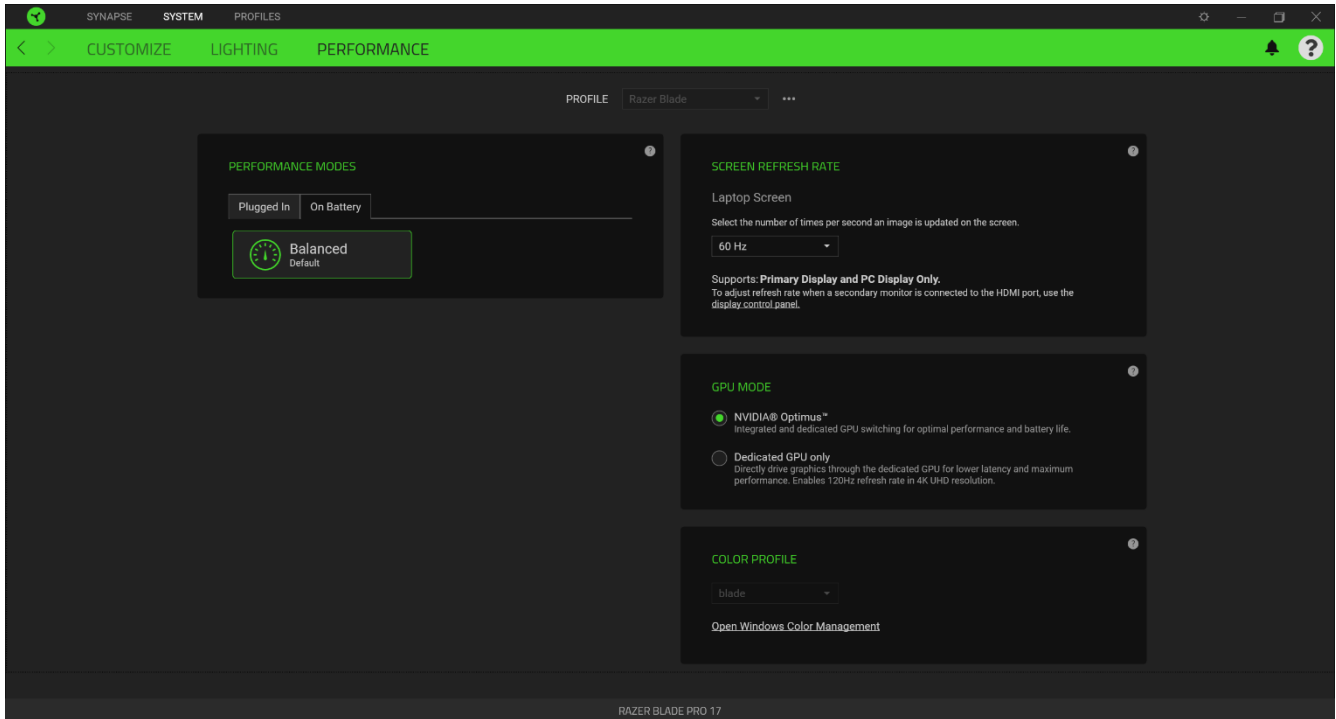 SYNAPSE SYSTEM PROFILES
CUSTOMIZE LIGHTING PERFORMANCE
PROFILE Razer Blade
PERFORMANCE MODES
Plugged In On Battery
Balanced
Default
SCREEN REFRESH RATE
Laptop Screen
Select the number of times per second an image is updated on the screen.
60 Hz
Supports: Primary Display and PC Display Only.
To adjust refresh rate when a secondary monitor is connected to the HDMI port, use the
display control panel.
GPU MODE
NVIDIA® Optimus™
Integrated and dedicated GPU switching for optimal performance and battery life.
Dedicated GPU only
Directly drive graphics through the dedicated GPU for lower latency and maximum
performance. Enables 120Hz refresh rate in 4K UHD resolution.
COLOR PROFILE
blade
Open Windows Color Management
RAZER BLADE PRO 17